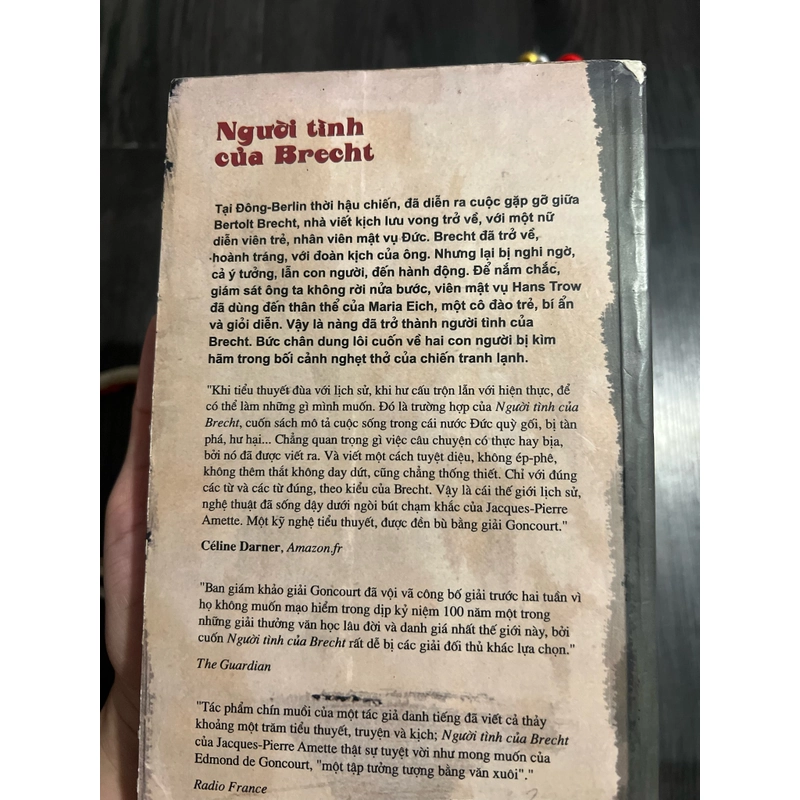 Người tình
của Brecht
Tại Đông-Berlin thời hậu chiến, đã diễn ra cuộc gặp gỡ giữa
Bertolt Brecht, nhà viết kịch lưu vong trở về, với một nữ
diễn viên trẻ, nhân viên mật vụ Đức. Brecht đã trở về,
hoành tráng, với đoàn kịch của ông. Nhưng lại bị nghi ngờ,
cả ý tưởng, lẫn con người, đến hành động. Để nắm chắc,
giám sát ông ta không rời nửa bước, viên mật vụ Hans Trow
đã dùng đến thân thể của Maria Eich, một cô đào trẻ, bí ẩn
và giỏi diễn. Vậy là nàng đã trở thành người tình của
Brecht. Bức chân dung lôi cuốn về hai con người bị kìm
hãm trong bối cảnh nghẹt thở của chiến tranh lạnh.
"Khi tiểu thuyết đùa với lịch sử, khi hư cấu trộn lẫn với hiện thực, để
có thể làm những gì mình muốn. Đó là trường hợp của Người tình của
Brecht, cuốn sách mô tả cuộc sống trong cái nước Đức quỳ gối, bị tàn
phá, hư hại... Chẳng quan trọng gì việc câu chuyện có thực hay bịa,
bởi nó đã được viết ra. Và viết một cách tuyệt diệu, không ép-phê,
không thêm thắt không day dứt, cũng chẳng thống thiết. Chỉ với đúng
các từ và các từ đúng, theo kiểu của Brecht. Vậy là cái thế giới lịch sử,
nghệ thuật đã sống dậy dưới ngòi bút chạm khắc của Jacques-Pierre
Amette. Một kỹ nghệ tiểu thuyết, được đền bù bằng giải Goncourt."
Céline Darner, Amazon.fr
"Ban giám khảo giải Goncourt đã vội vã công bố giải trước hai tuần vì
họ không muốn mạo hiểm trong dịp kỷ niệm 100 năm một trong
những giải thưởng văn học lâu đời và danh giá nhất thế giới này, bởi
cuốn Người tình của Brecht rất dễ bị các giải đối thủ khác lựa chọn."
The Guardian
"Tác phẩm chín muồi của một tác giả danh tiếng đã viết cả thảy
khoảng một trăm tiểu thuyết, truyện và kịch; Người tình của Brecht
của Jacques-Pierre Amette thật sự tuyệt vời như mong muốn của
Edmond de Goncourt, "một tập tưởng tượng bằng văn xuôi"."
Radio France